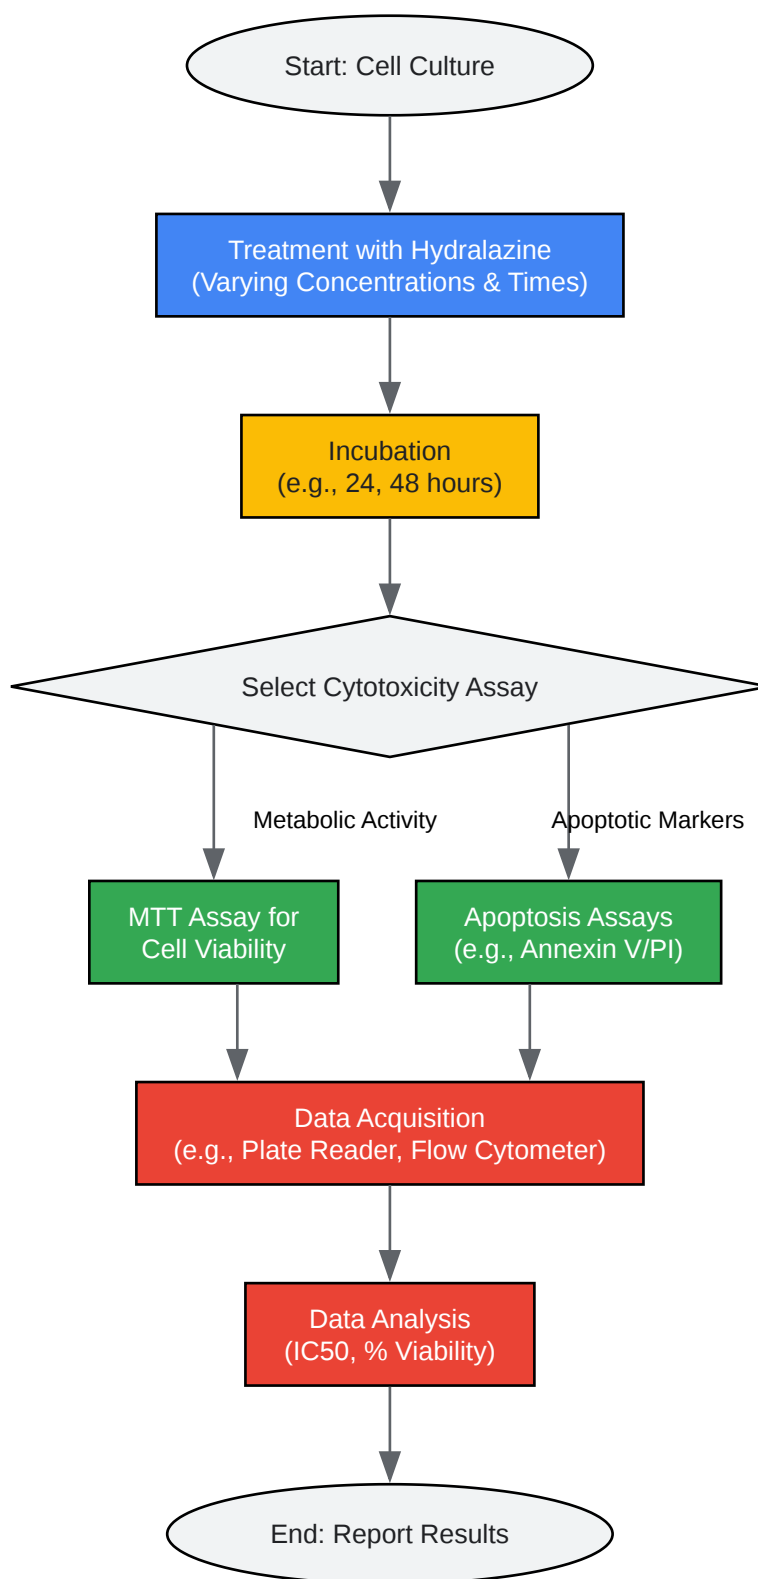 Start: Cell Culture
Treatment with Hydralazine
(Varying Concentrations & Times)
Incubation
(e.g., 24, 48 hours)
Select Cytotoxicity Assay
Metabolic Activity
Apoptotic Markers
MTT Assay for
Cell Viability
Apoptosis Assays
(e.g., Annexin V/PI)
Data Acquisition
(e.g., Plate Reader, Flow Cytometer)
Data Analysis
(IC50, % Viability)
End: Report Results